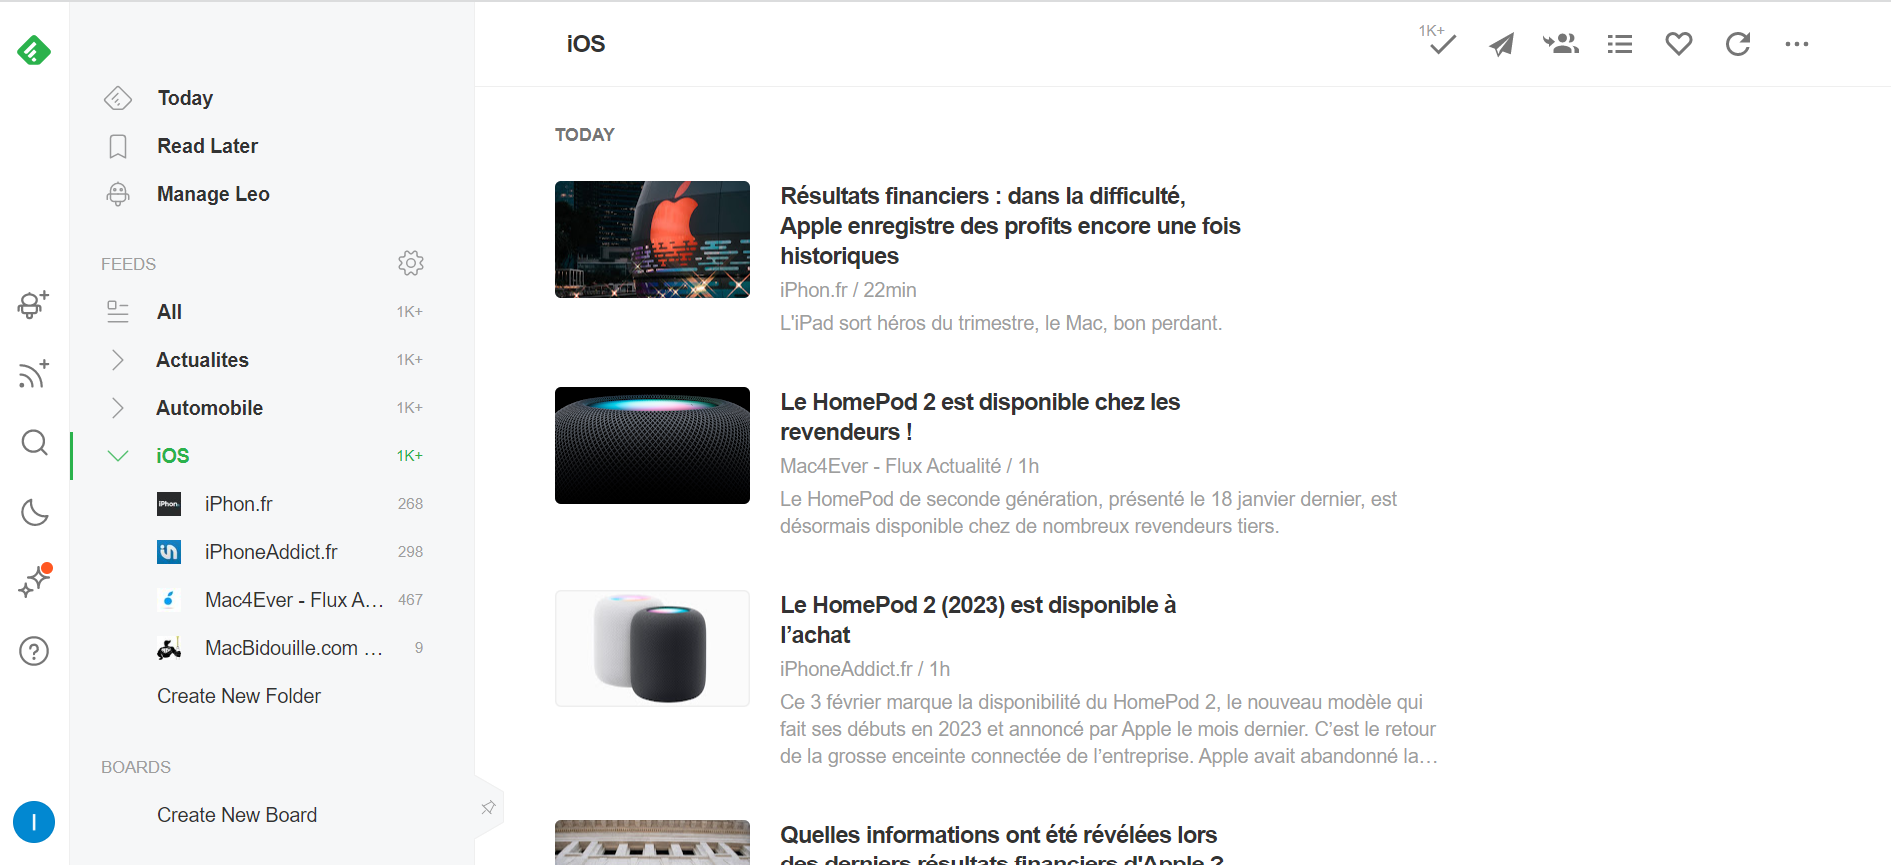 Today
Read Later
Manage Leo
FEEDS
All 1K+
Actualites 1K+
Automobile 1K+
iOS 1K+
iPhon.fr 268
iPhoneAddict.fr 298
Mac4Ever - Flux A... 467
MacBidouille.com ... 9
Create New Folder
BOARDS
Create New Board
I
iOS
1K+
TODAY
Résultats financiers : dans la difficulté,
Apple enregistre des profits encore une fois
historiques
iPhon.fr / 22min
L'iPad sort héros du trimestre, le Mac, bon perdant.
Le HomePod 2 est disponible chez les
revendeurs !
Mac4Ever - Flux Actualité / 1h
Le HomePod de seconde génération, présenté le 18 janvier dernier, est
désormais disponible chez de nombreux revendeurs tiers.
Le HomePod 2 (2023) est disponible à
l’achat
iPhoneAddict.fr / 1h
Ce 3 février marque la disponibilité du HomePod 2, le nouveau modèle qui
fait ses débuts en 2023 et annoncé par Apple le mois dernier. C’est le retour
de la grosse enceinte connectée de l’entreprise. Apple avait abandonné la…
Quelles informations ont été révélées lors
des derniers résultats financiers d'Apple ?